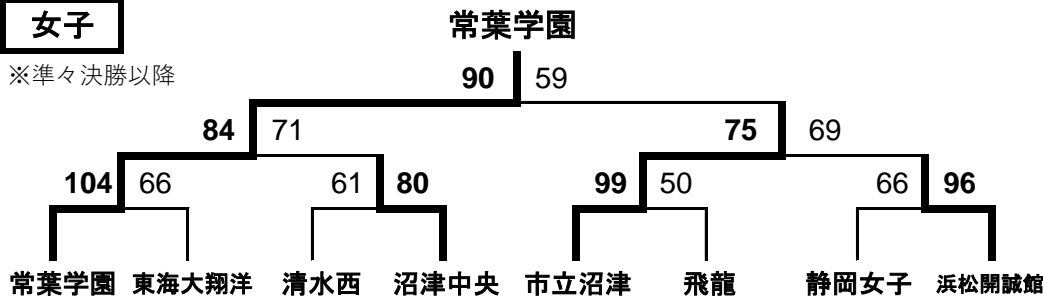 女子
常葉学園
※準々決勝以降
90 59
84 71 75 69
104 66 61 80 99 50 66 96
常葉学園 東海大翔洋 清水西 沼津中央 市立沼津 飛龍 静岡女子 浜松開誠館